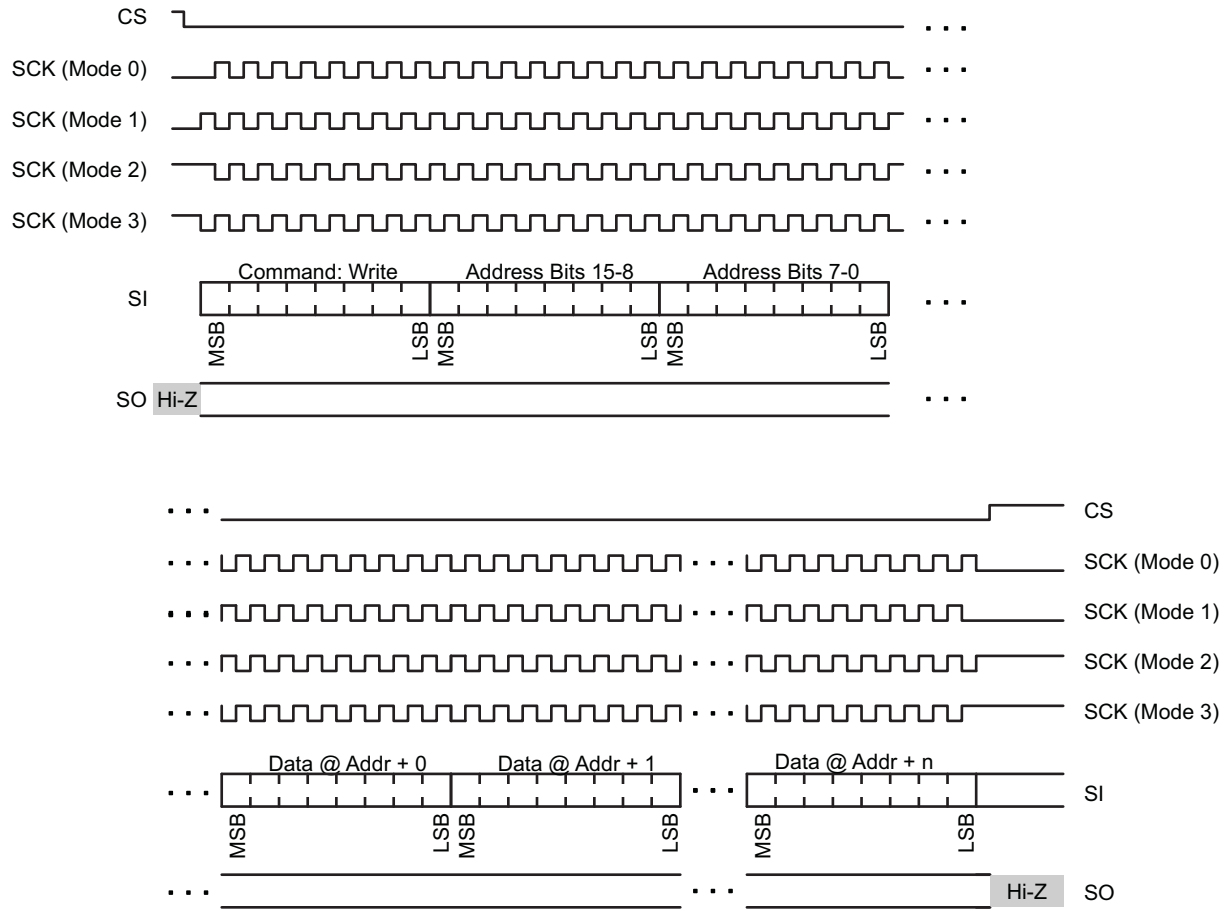 CS
SCK (Mode 0)
SCK (Mode 1)
SCK (Mode 2)
SCK (Mode 3)
Command: Write Address Bits 15-8 Address Bits 7-0
SI
MSB LSB MSB LSB MSB LSB
SO Hi-Z
CS
SCK (Mode 0)
SCK (Mode 1)
SCK (Mode 2)
SCK (Mode 3)
Data @ Addr + 0 Data @ Addr + 1 Data @ Addr + n
SI
MSB LSB MSB LSB MSB LSB
Hi-Z SO